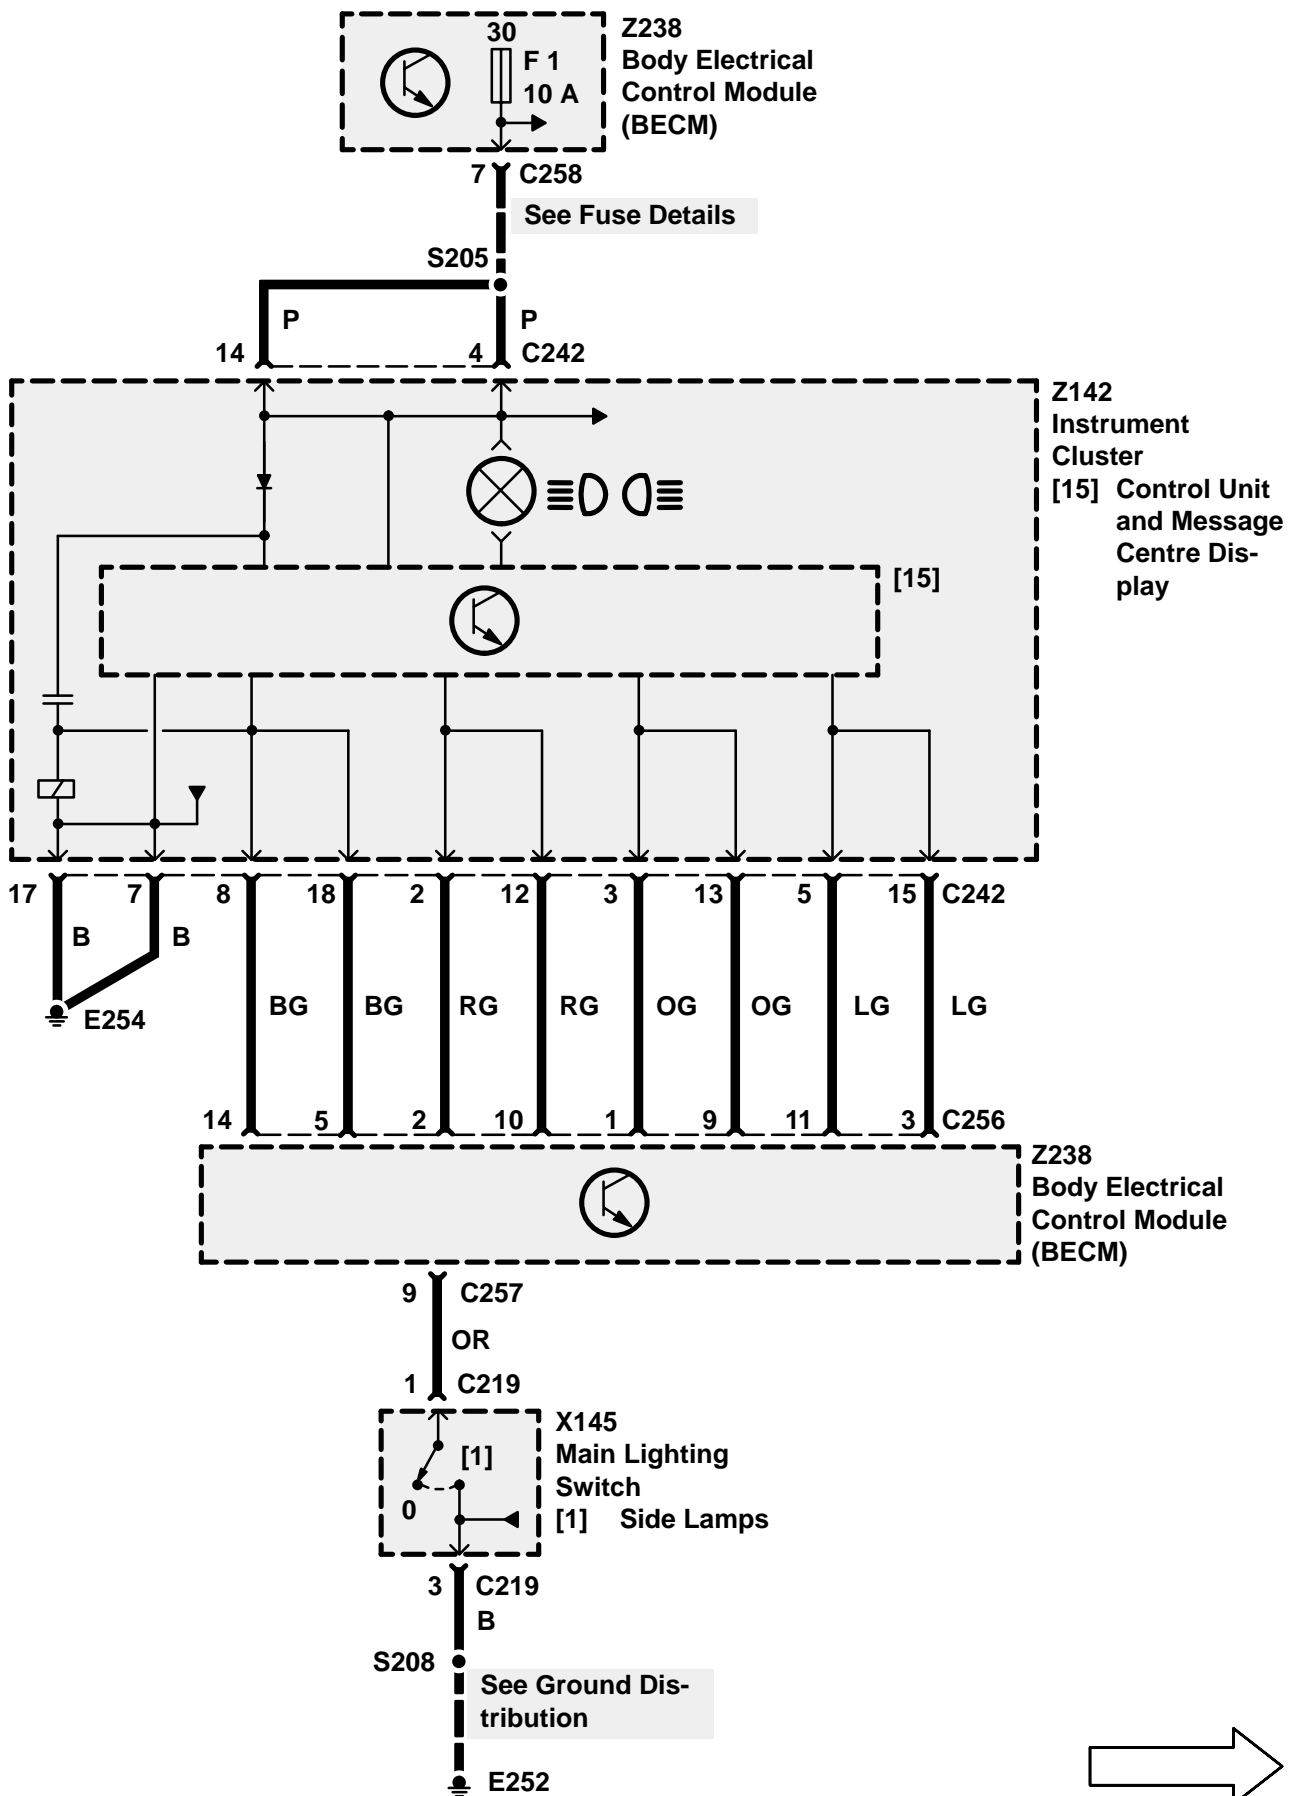 30
F 1
10 A
Z238
Body Electrical
Control Module
(BECM)
7 C258
See Fuse Details
S205
P P
14 4 C242
Z142
Instrument
Cluster
[15] Control Unit
and Message
Centre Dis-
play
[15]
17 7 8 18 2 12 3 13 5 15 C242
B B
E254
BG BG RG RG OG OG LG LG
14 5 2 10 1 9 11 3 C256
Z238
Body Electrical
Control Module
(BECM)
9 C257
OR
1 C219
X145
Main Lighting
Switch
[1] Side Lamps
[1]
0
3 C219
B
S208
See Ground Dis-
tribution
E252